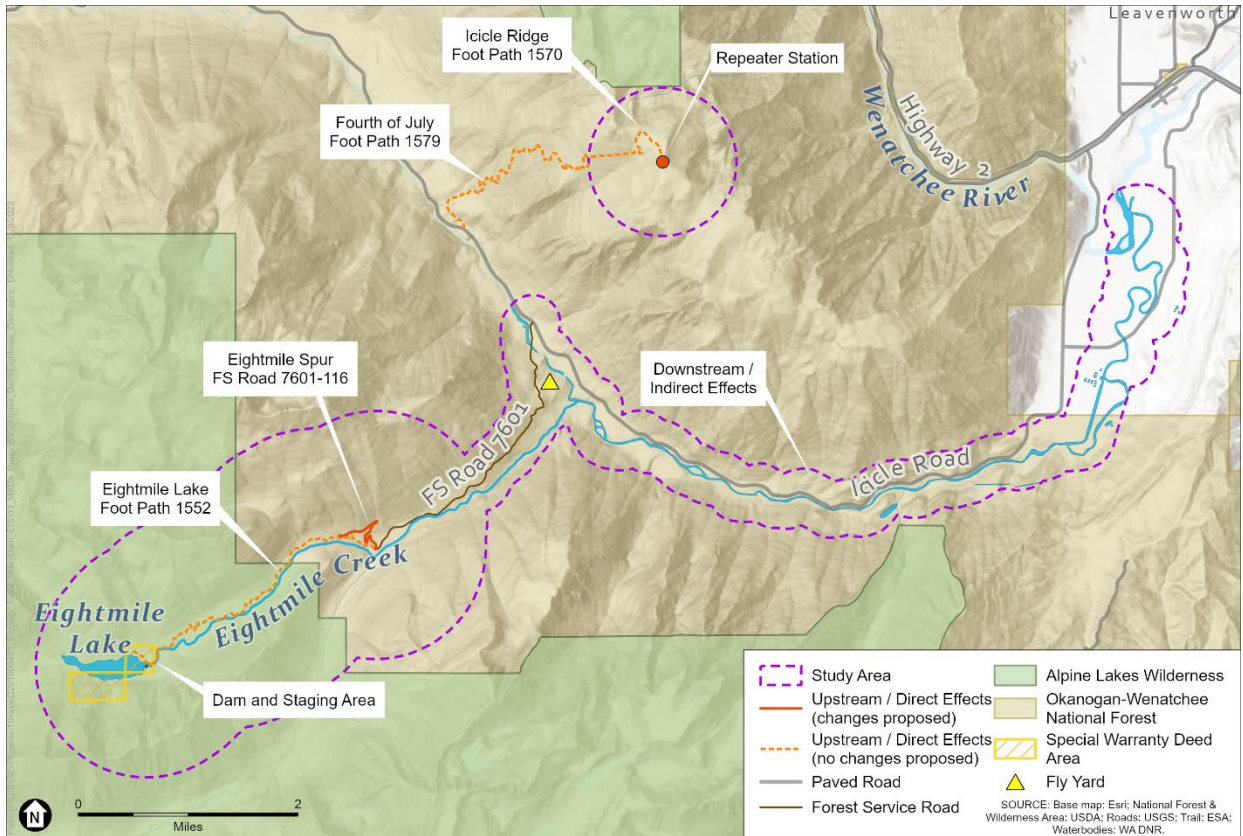 Leavenworth
Icicle Ridge
Foot Path 1570
Repeater Station
Fourth of July
Foot Path 1579
Highway 2
Wenatchee River
Eightmile Spur
FS Road 7601-116
Downstream /
Indirect Effects
FS Road 7601
Icicle Road
Eightmile Lake
Foot Path 1552
Eightmile Creek
Eightmile
Lake
Dam and Staging Area
Study Area
Upstream / Direct Effects
(changes proposed)
Upstream / Direct Effects
(no changes proposed)
Paved Road
Forest Service Road
Alpine Lakes Wilderness
Okanogan-Wenatchee
National Forest
Special Warranty Deed
Area
Fly Yard
SOURCE: Base map: Esri; National Forest &
Wilderness Area: USDA; Roads: USGS; Trail: ESA;
Waterbodies: WA DNR.
N
0
2
Miles